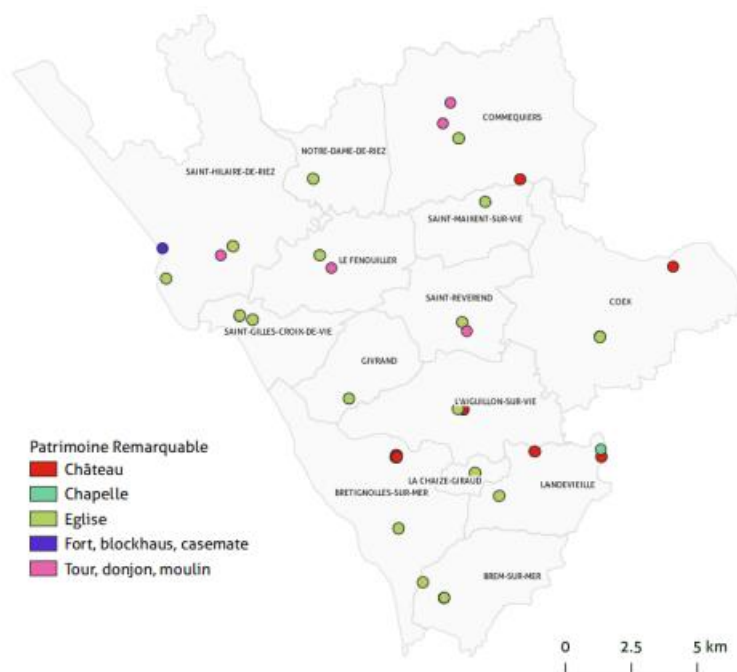 COMMEQUIERS
NOTRE-DAME-DE-RIEZ
SAINT-HILAIRE-DE-RIEZ
SAINT-MAIXENT-SUR-VIE
LE FENOUILLER
SAINT-REVEREND
COEX
SAINT-GILLES-CROIX-DE-VIE
GIVRAND
L'AIGUILLON-SUR-VIE
LA CHAIZE-GIRAUD
LANDEVIEILLE
BRETIGNOLLES-SUR-MER
BREM-SUR-MER
Patrimoine Remarquable
Château
Chapelle
Eglise
Fort, blockhaus, casemate
Tour, donjon, moulin
0 2.5 5 km